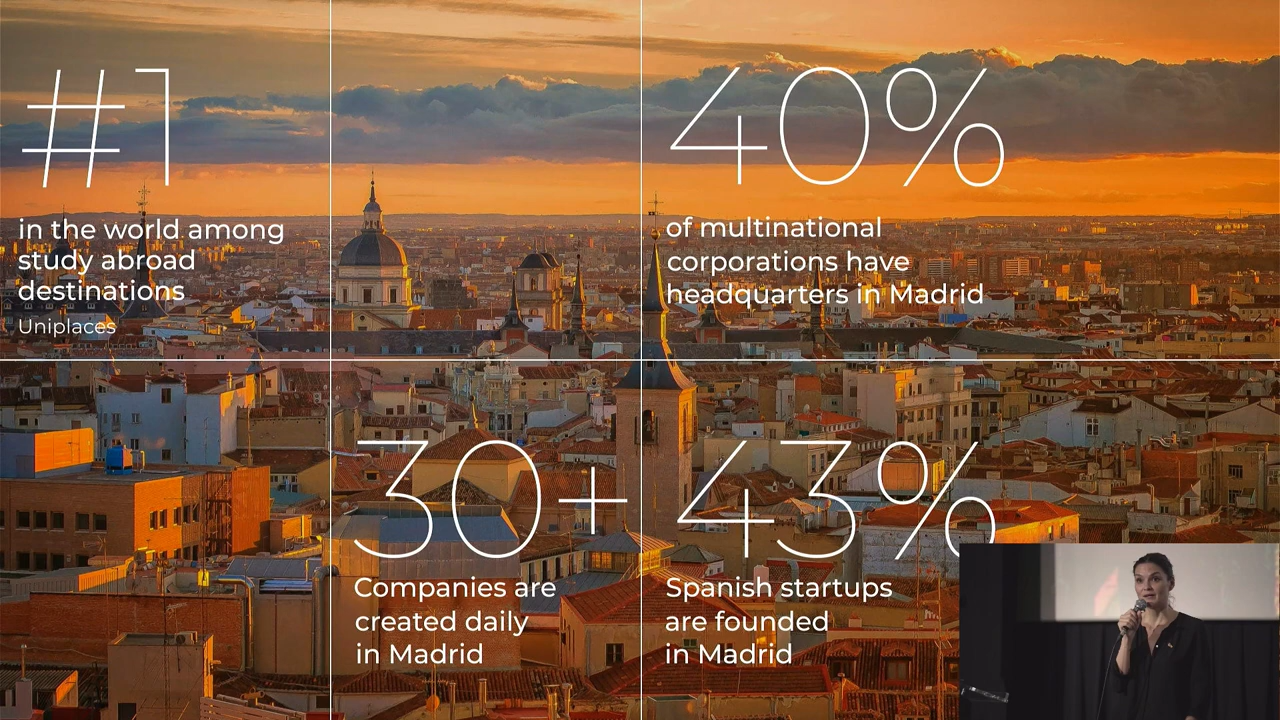 #1
in the world among
study abroad
destinations
Uniplaces
40%
of multinational
corporations have
headquarters in Madrid
30+
Companies are
created daily
in Madrid
43%
Spanish startups
are founded
in Madrid